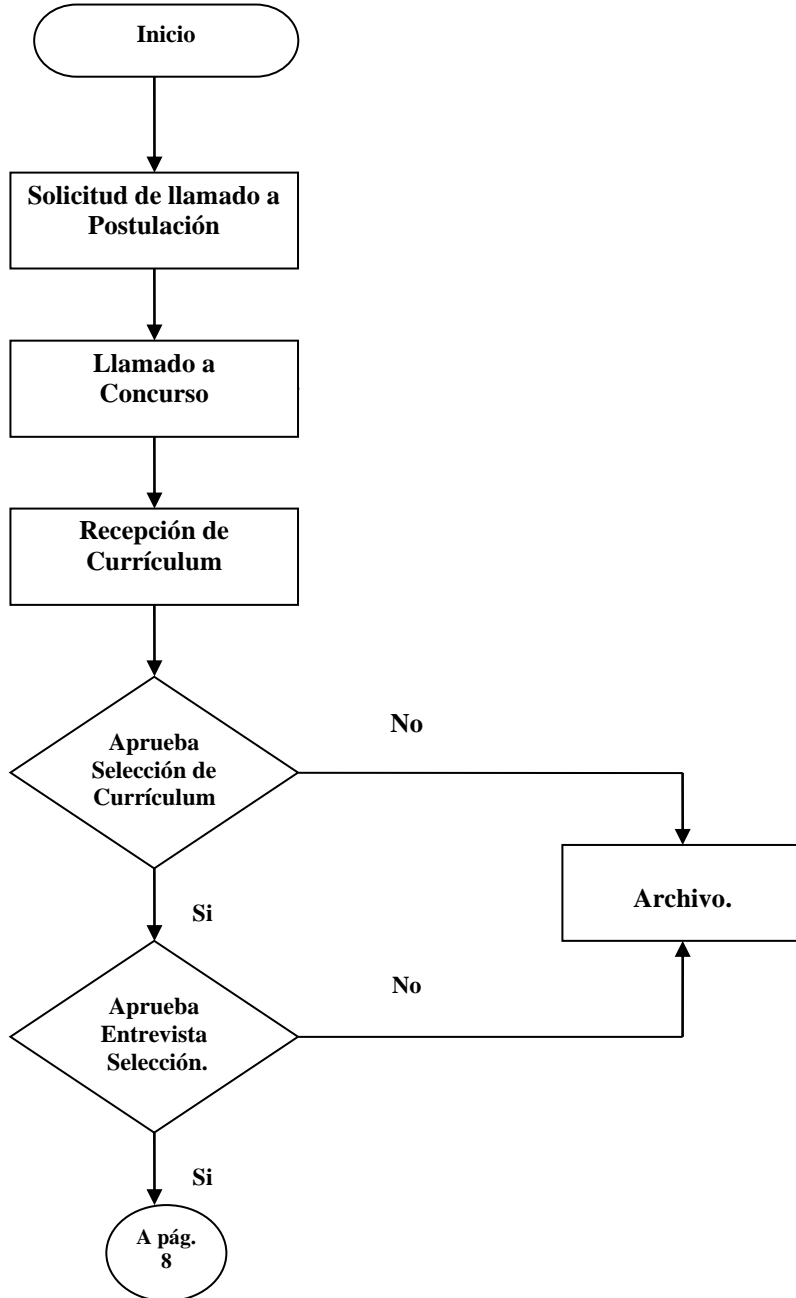 Inicio
Solicitud de llamado a
Postulación
Llamado a
Concurso
Recepción de
Currículum
Aprueba
Selección de
Currículum
No
Archivo.
Si
Aprueba
Entrevista
Selección.
No
Si
A pág.
8